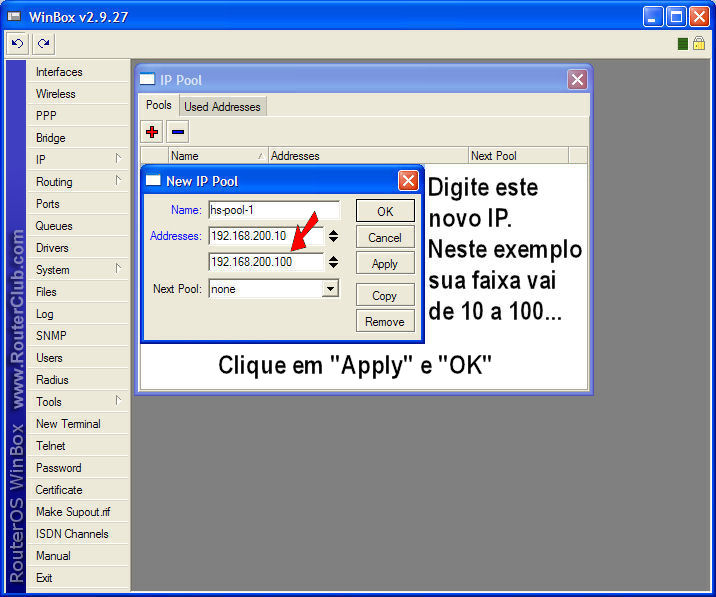 WinBox v2.9.27
Interfaces
Wireless
PPP
Bridge
IP
Routing
Ports
Queues
Drivers
System
Files
Log
SNMP
Users
Radius
Tools
New Terminal
Telnet
Password
Certificate
Make Supout.rif
ISDN Channels
Manual
Exit
RouterOS WinBox www.RouterClub.com
IP Pool
Pools Used Addresses
Name Addresses Next Pool
New IP Pool
Name: hs-pool-1 OK
Addresses: 192.168.200.10 Cancel
192.168.200.100 Apply
Next Pool: none Copy
Remove
Digite este
novo IP.
Neste exemplo
sua faixa vai
de 10 a 100...
Clique em "Apply" e "OK"